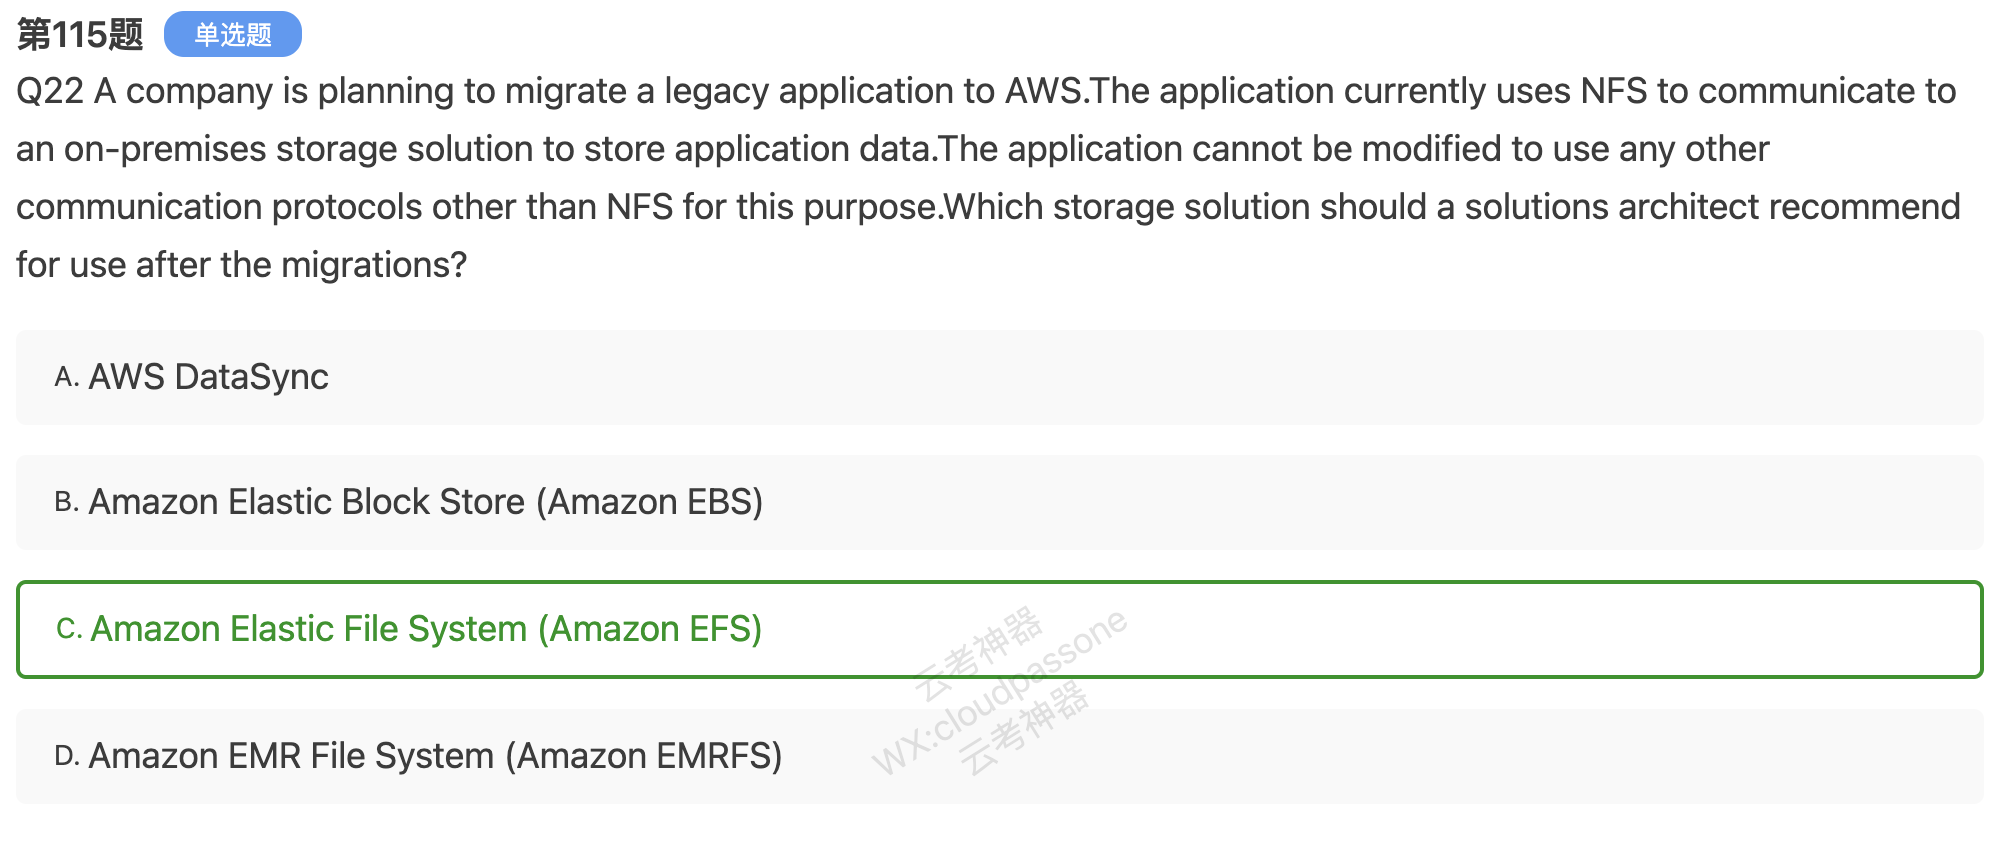 第115题 单选题
Q22 A company is planning to migrate a legacy application to AWS.The application currently uses NFS to communicate to
an on-premises storage solution to store application data.The application cannot be modified to use any other
communication protocols other than NFS for this purpose.Which storage solution should a solutions architect recommend
for use after the migrations?
A. AWS DataSync
B. Amazon Elastic Block Store (Amazon EBS)
C. Amazon Elastic File System (Amazon EFS)
云考神器
WX:cloudpassone
云考神器
D. Amazon EMR File System (Amazon EMRFS)